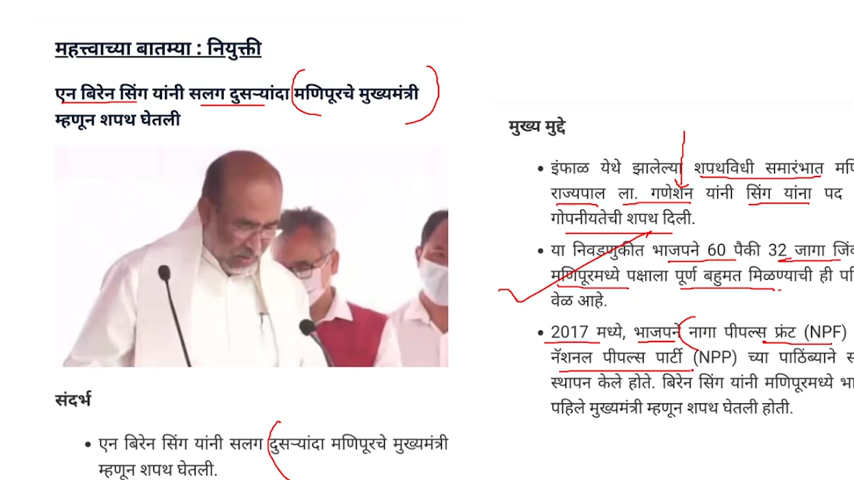 महत्त्वाच्या बातम्या : नियुक्ती
एन बिरेन सिंग यांनी सलग दुसऱ्यांदा मणिपूरचे मुख्यमंत्री
म्हणून शपथ घेतली
संदर्भ
• एन बिरेन सिंग यांनी सलग दुसऱ्यांदा मणिपूरचे मुख्यमंत्री
म्हणून शपथ घेतली.
मुख्य मुद्दे
• इंफाळ येथे झालेल्या शपथविधी समारंभात
राज्यपाल ला. गणेशन यांनी सिंग यांना पद
गोपनीयतेची शपथ दिली.
• या निवडणुकीत भाजपने 60 पैकी 32 जागा
मणिपूरमध्ये पक्षाला पूर्ण बहुमत मिळण्याची ही
वेळ आहे.
• 2017 मध्ये, भाजपने नागा पीपल्स फ्रंट (NPF)
नॅशनल पीपल्स पार्टी (NPP) च्या पाठिंब्याने
स्थापन केले होते. बिरेन सिंग यांनी मणिपूरमध्ये
पहिले मुख्यमंत्री म्हणून शपथ घेतली होती.